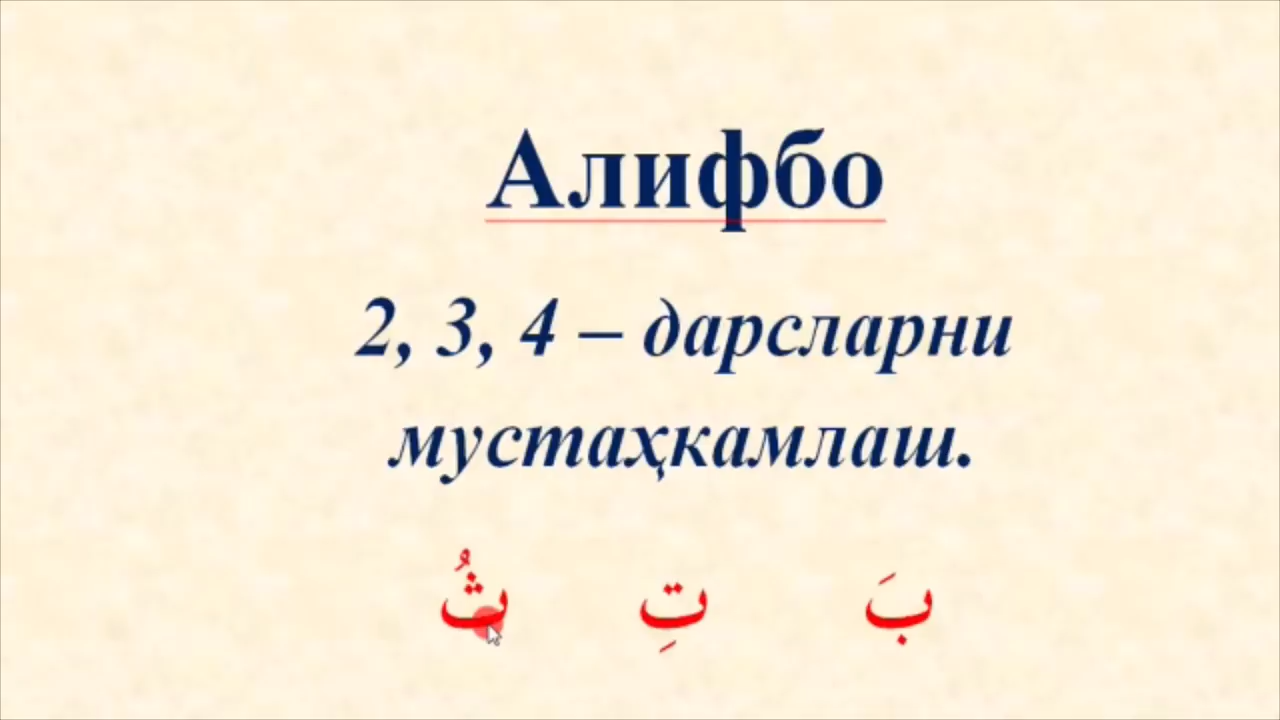 Алифбо
2, 3, 4 – дарсларни
мустаҳкамлаш.
بَ تِ ثُ